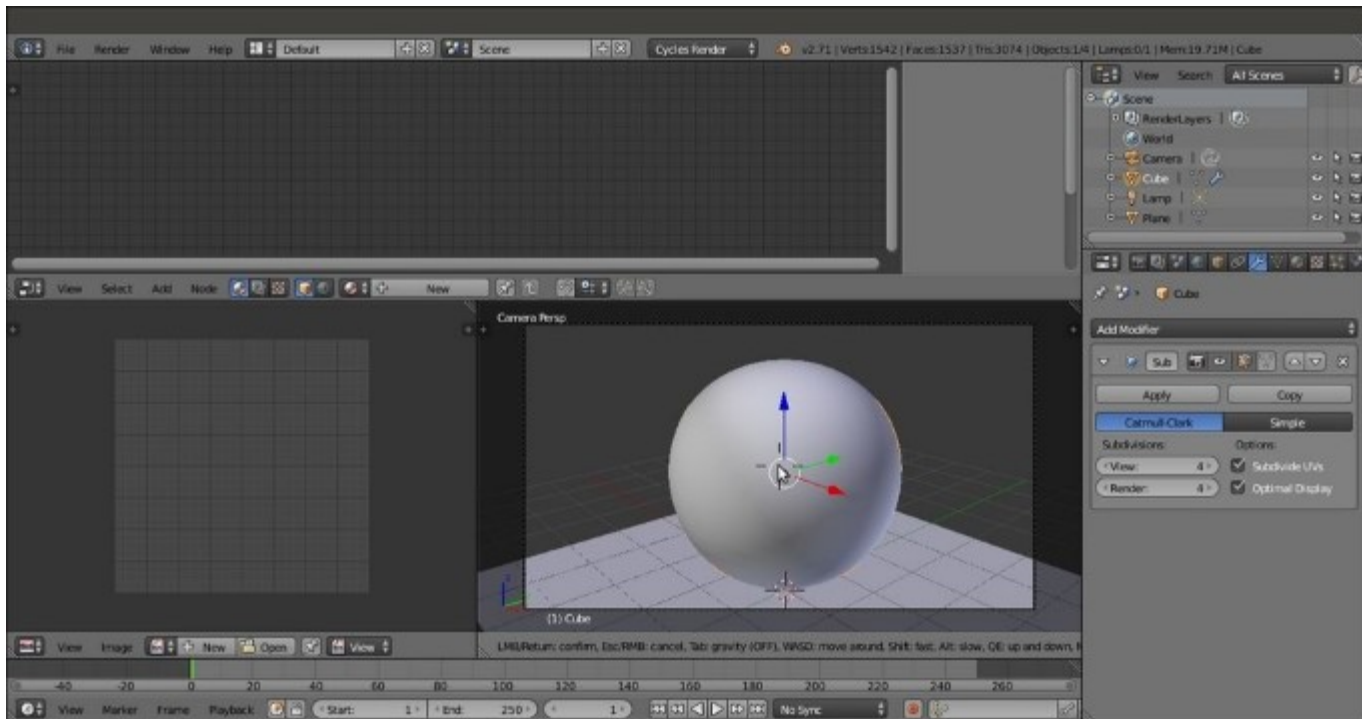 File Render Window Help Default Scene Cycles Render v2.71 | Verts:1542 | Faces:1537 | Tris:3074 | Objects:1/4 | Lamps:0/1 | Mem:19.71M | Cube
View Search All Scenes
Scene
RenderLayers |
World
Camera |
Cube |
Lamp |
Plane |
View Select Add Node New
Cube
Camera Persp
Add Modifier
Sub
Apply Copy
Catmull-Clark Simple
Subdivisions: Options:
View: 4 Subdivide UVs
Render: 4 Optimal Display
(1) Cube
View Image New Open View
LMB/Return: confirm, Esc/RMB: cancel, Tab: gravity (OFF), WASD: move around, Shift: fast, Alt: slow, QE: up and down,
-40 -20 0 20 40 60 80 100 120 140 160 180 200 220 240 260
View Marker Frame Playback Start: 1 End: 250 1 No Sync